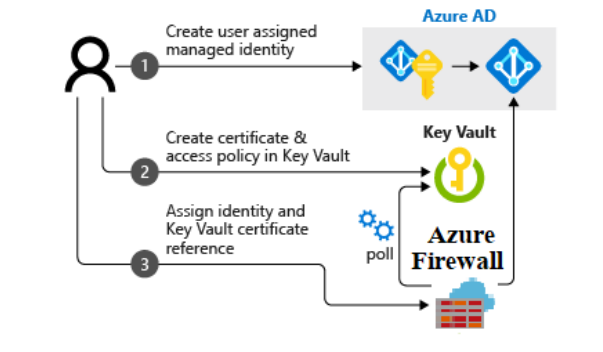 Azure AD
Create user assigned
managed identity
1
Create certificate &
access policy in Key Vault
2
Key Vault
Assign identity and
Key Vault certificate
reference
3
poll
Azure
Firewall